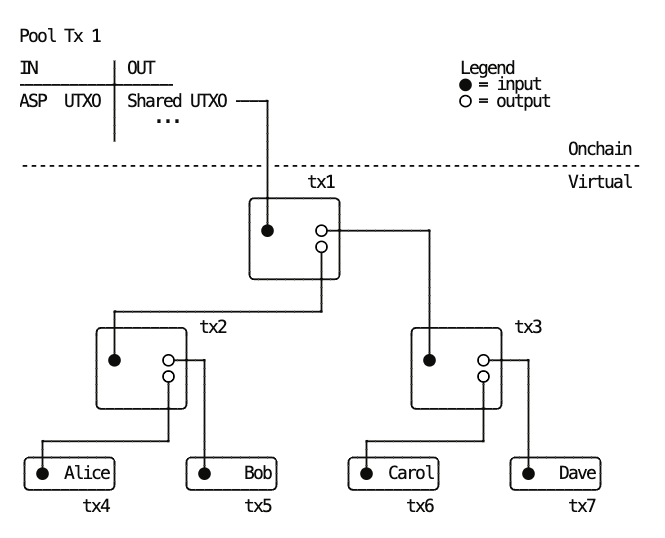 Pool Tx 1
IN OUT
Legend
= input
ASP UTXO Shared UTXO
= output
...
Onchain
Virtual
tx1
tx2
tx3
Alice
Bob
Carol
Dave
tx4
tx5
tx6
tx7